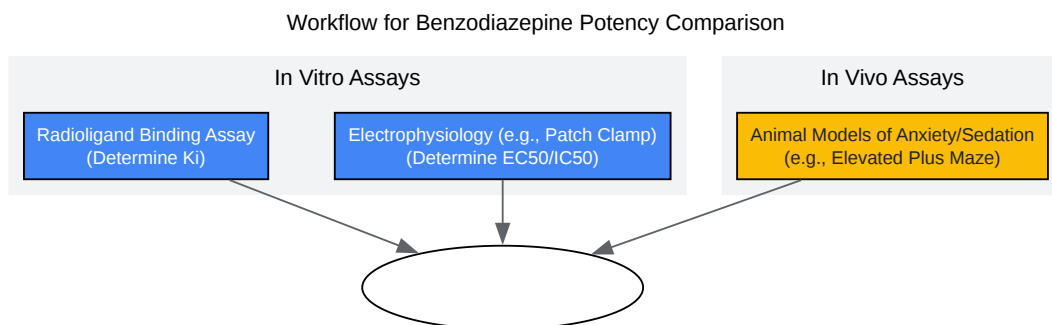 Workflow for Benzodiazepine Potency Comparison
In Vitro Assays
In Vivo Assays
Radioligand Binding Assay
(Determine Ki)
Electrophysiology (e.g., Patch Clamp)
(Determine EC50/IC50)
Animal Models of Anxiety/Sedation
(e.g., Elevated Plus Maze)